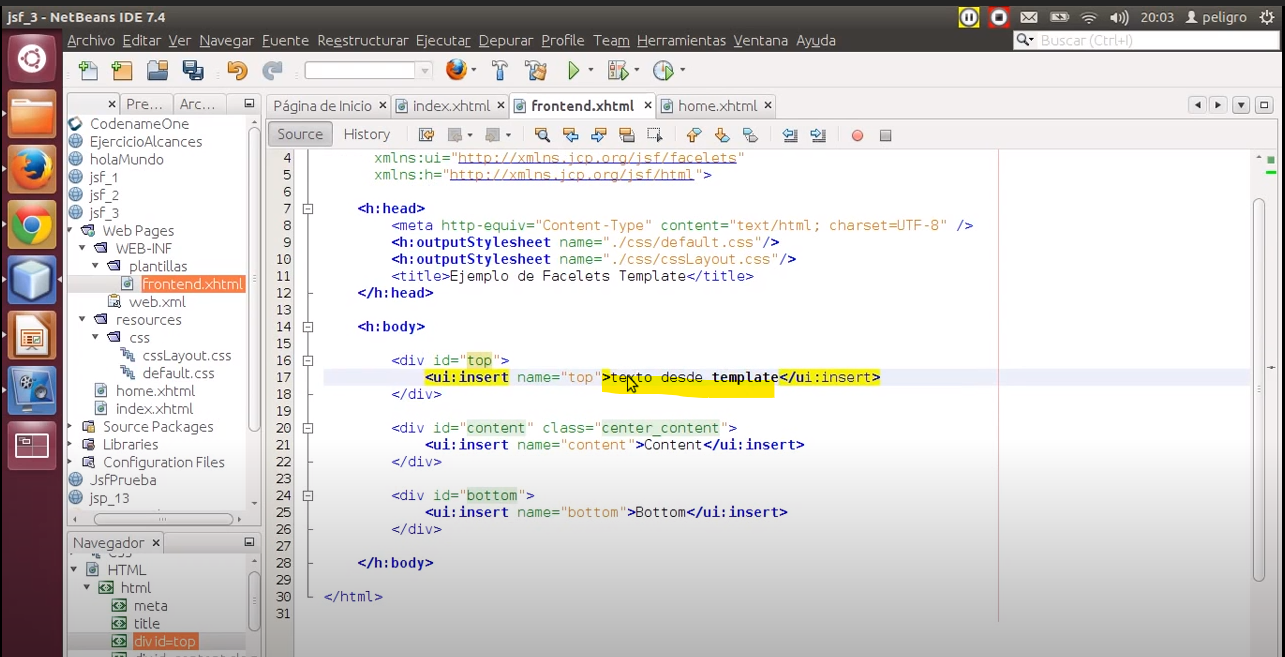 jsf_3 - NetBeans IDE 7.4
20:03 peligro
Archivo Editar Ver Navegar Fuente Reestructurar Ejecutar Depurar Profile Team Herramientas Ventana Ayuda
Buscar (Ctrl+I)
Pre... Arc...
Página de Inicio index.xhtml frontend.xhtml home.xhtml
Source History
CodenameOne
EjercicioAlcances
holaMundo
jsf_1
jsf_2
jsf_3
Web Pages
WEB-INF
plantillas
frontend.xhtml
web.xml
resources
css
cssLayout.css
default.css
home.xhtml
index.xhtml
Source Packages
Libraries
Configuration Files
JsfPrueba
jsp_13
Navegador
HTML
html
meta
title
div id=top
4 xmlns:ui="http://xmlns.jcp.org/jsf/facelets"
5 xmlns:h="http://xmlns.jcp.org/jsf/html">
6
7 <h:head>
8 <meta http-equiv="Content-Type" content="text/html; charset=UTF-8" />
9 <h:outputStylesheet name="./css/default.css"/>
10 <h:outputStylesheet name="./css/cssLayout.css"/>
11 <title>Ejemplo de Facelets Template</title>
12 </h:head>
13
14 <h:body>
15
16 <div id="top">
17 <ui:insert name="top">texto desde template</ui:insert>
18 </div>
19
20 <div id="content" class="center_content">
21 <ui:insert name="content">Content</ui:insert>
22 </div>
23
24 <div id="bottom">
25 <ui:insert name="bottom">Bottom</ui:insert>
26 </div>
27
28 </h:body>
29
30 </html>
31